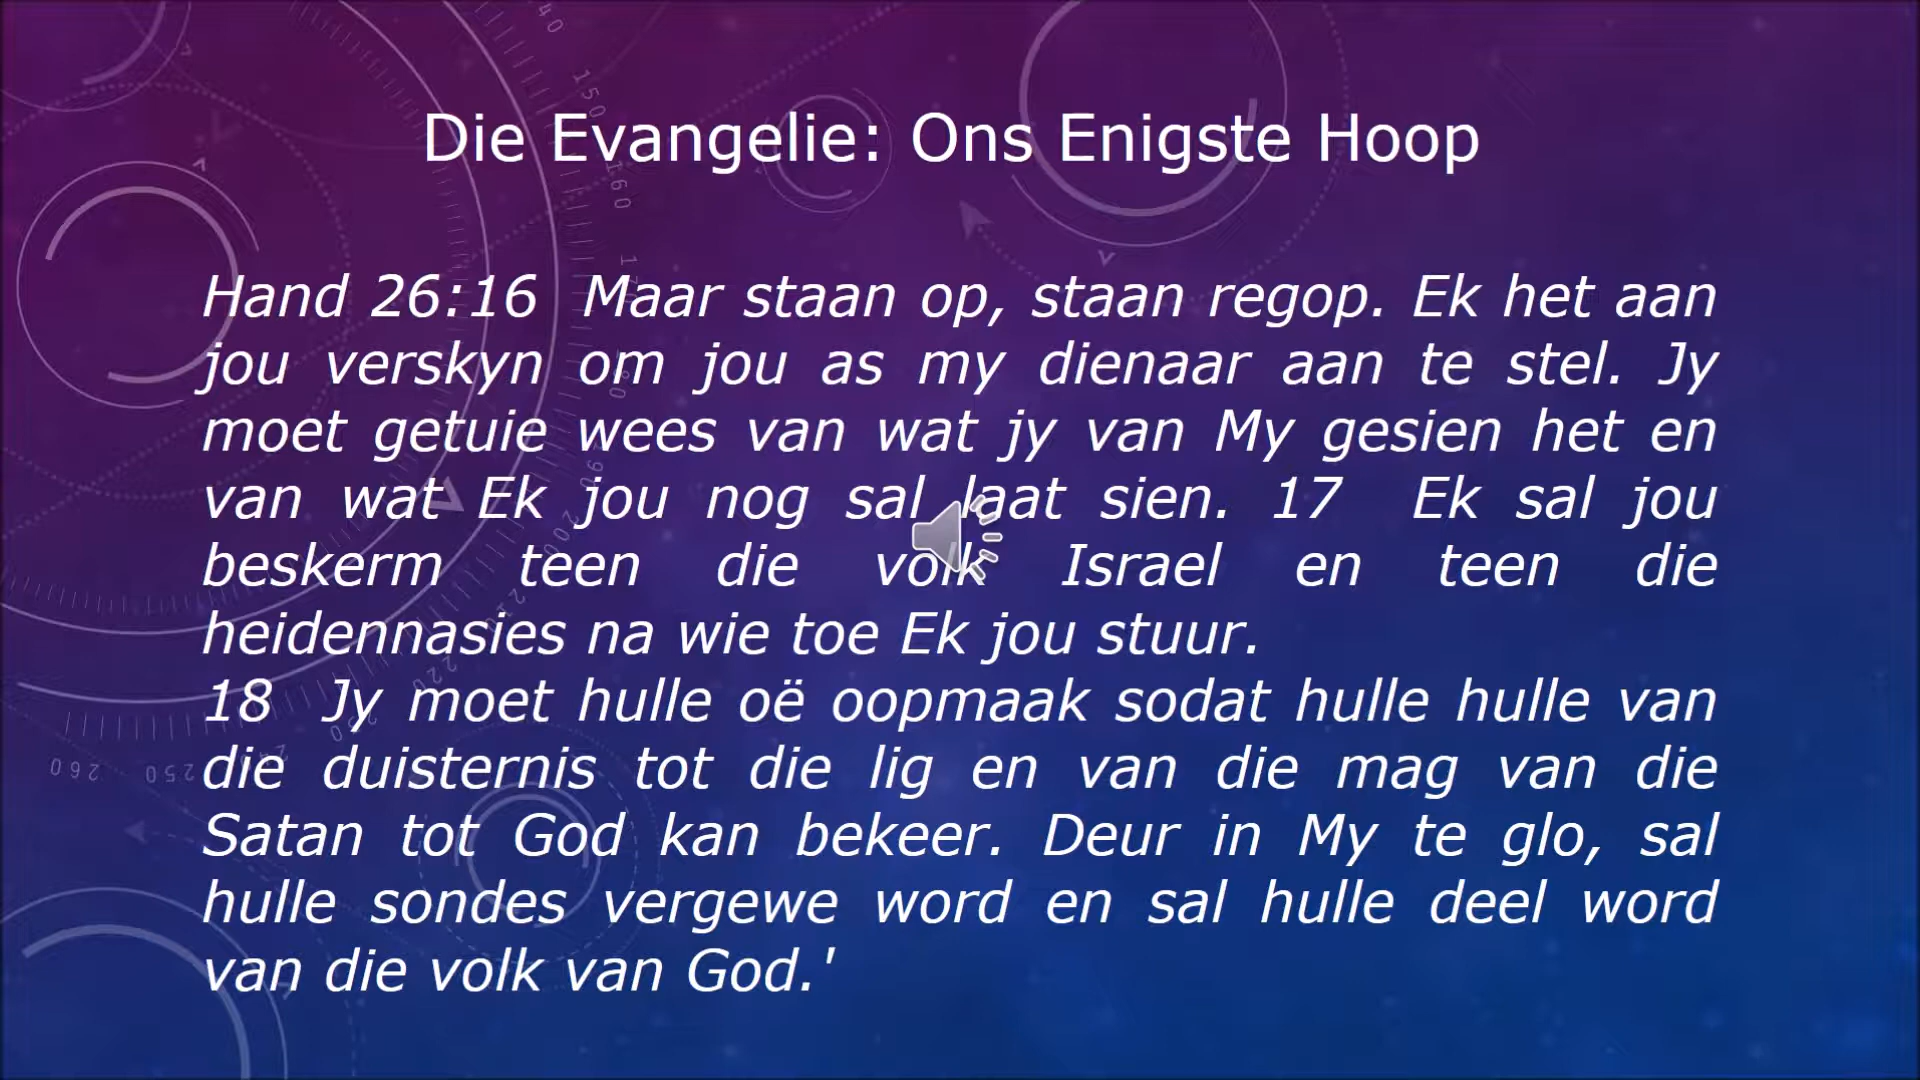 Die Evangelie: Ons Enigste Hoop
Hand 26:16 Maar staan op, staan regop. Ek het aan
jou verskyn om jou as my dienaar aan te stel. Jy
moet getuie wees van wat jy van My gesien het en
van wat Ek jou nog sal laat sien. 17 Ek sal jou
beskerm teen die volk Israel en teen die
heidennasies na wie toe Ek jou stuur.
18 Jy moet hulle oë oopmaak sodat hulle hulle van
die duisternis tot die lig en van die mag van die
Satan tot God kan bekeer. Deur in My te glo, sal
hulle sondes vergewe word en sal hulle deel word
van die volk van God.'